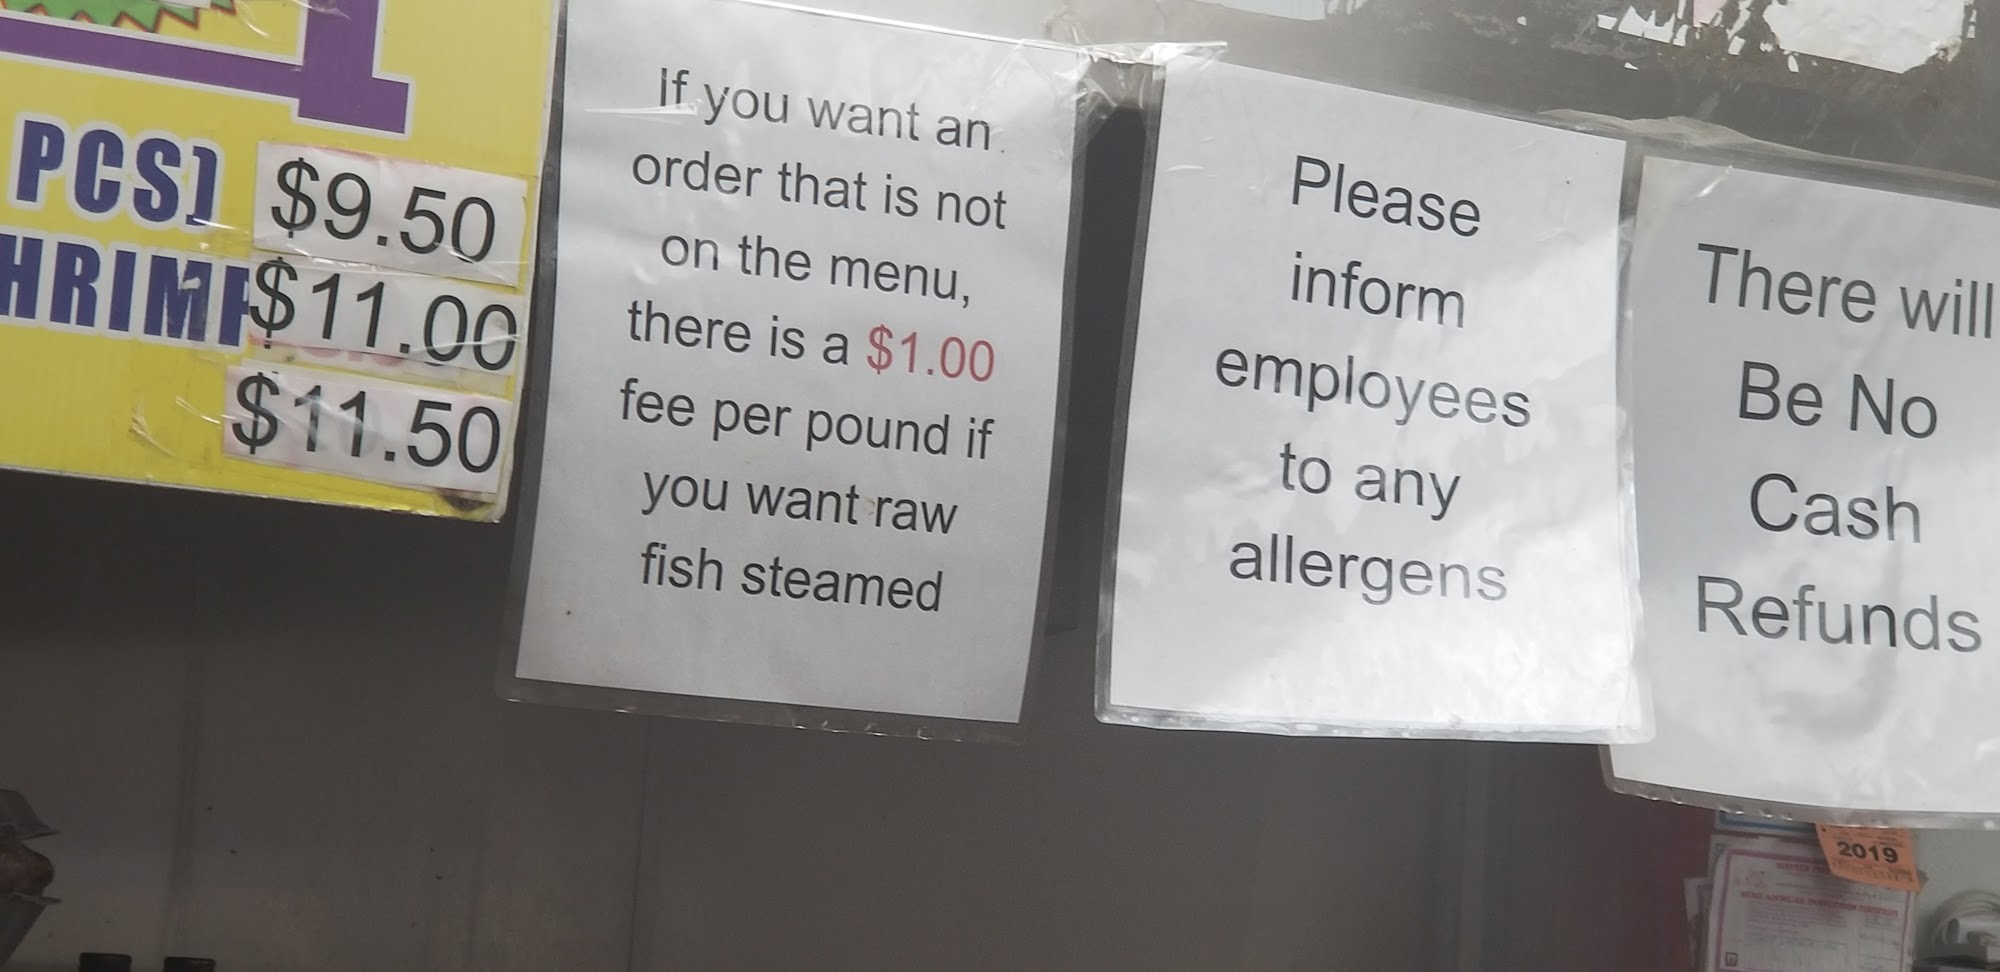 PCS) $9.50
HRIMP $11.00
$11.50
If you want an
order that is not
on the menu,
there is a $1.00
fee per pound if
you want raw
fish steamed
Please
inform
employees
to any
allergens
There will
Be No
Cash
Refunds
2019